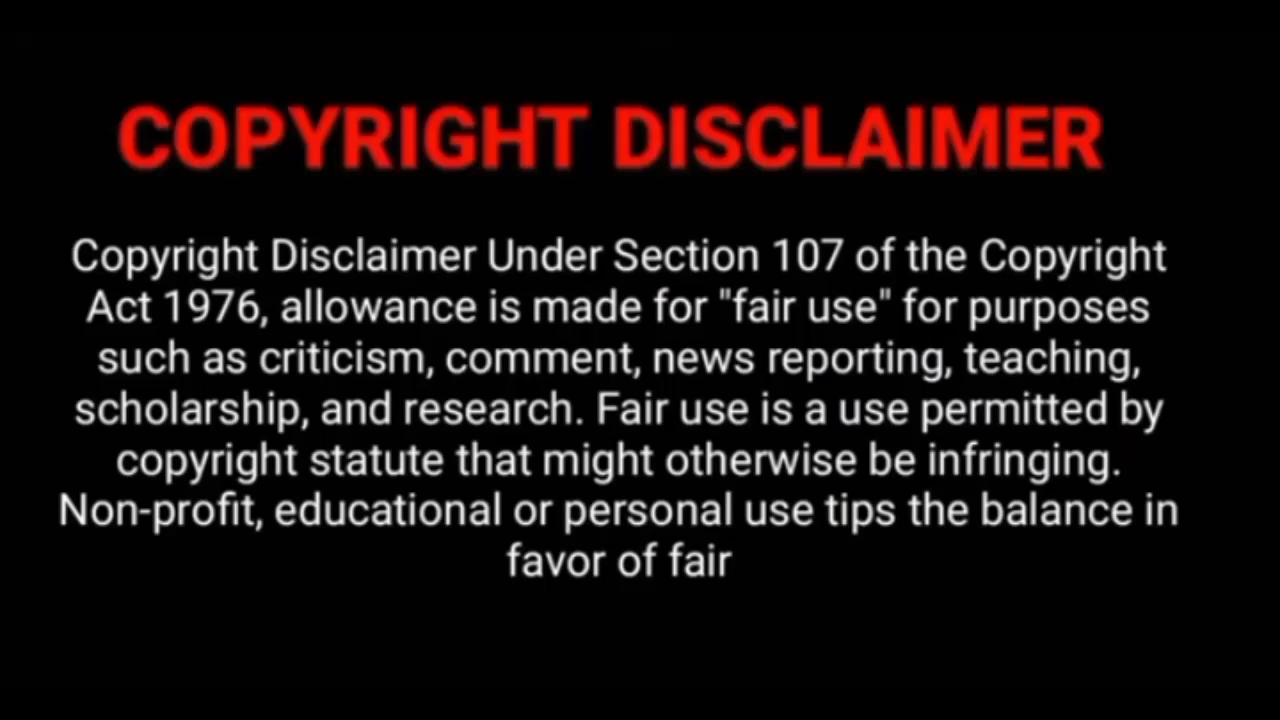 COPYRIGHT DISCLAIMER
Copyright Disclaimer Under Section 107 of the Copyright
Act 1976, allowance is made for "fair use" for purposes
such as criticism, comment, news reporting, teaching,
scholarship, and research. Fair use is a use permitted by
copyright statute that might otherwise be infringing.
Non-profit, educational or personal use tips the balance in
favor of fair